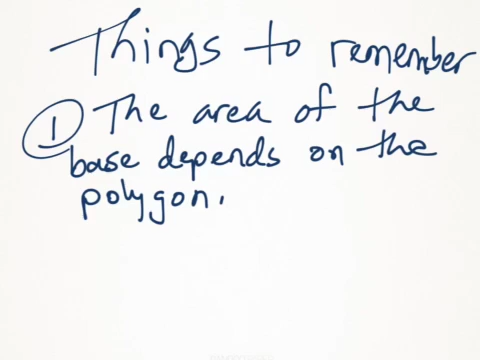 Things to remember
① The area of the
base depends on the
polygon.